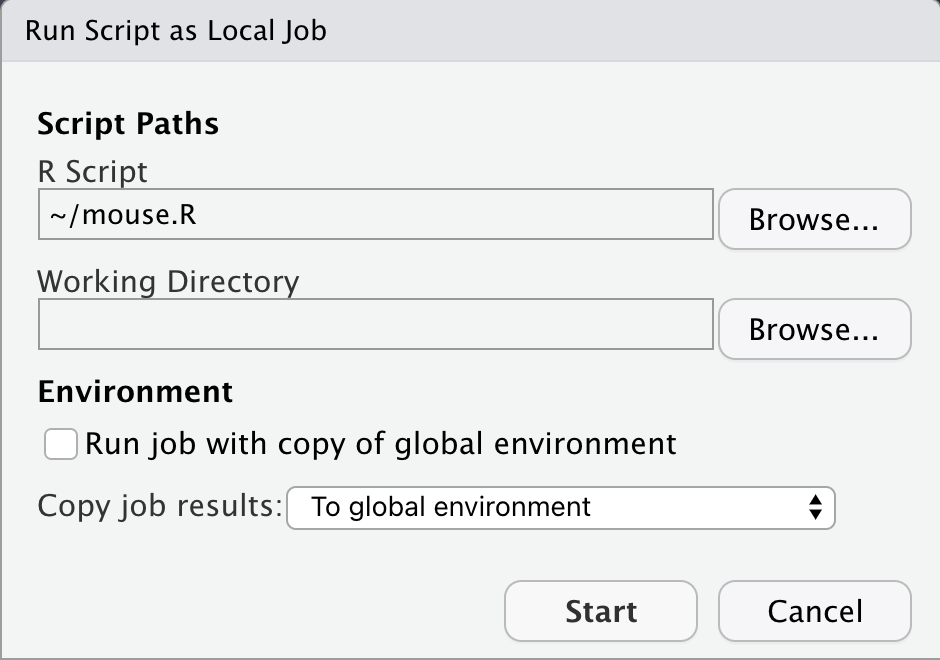 Run Script as Local Job
Script Paths
R Script
~/mouse.R
Browse...
Working Directory
Browse...
Environment
Run job with copy of global environment
Copy job results: To global environment
Start Cancel